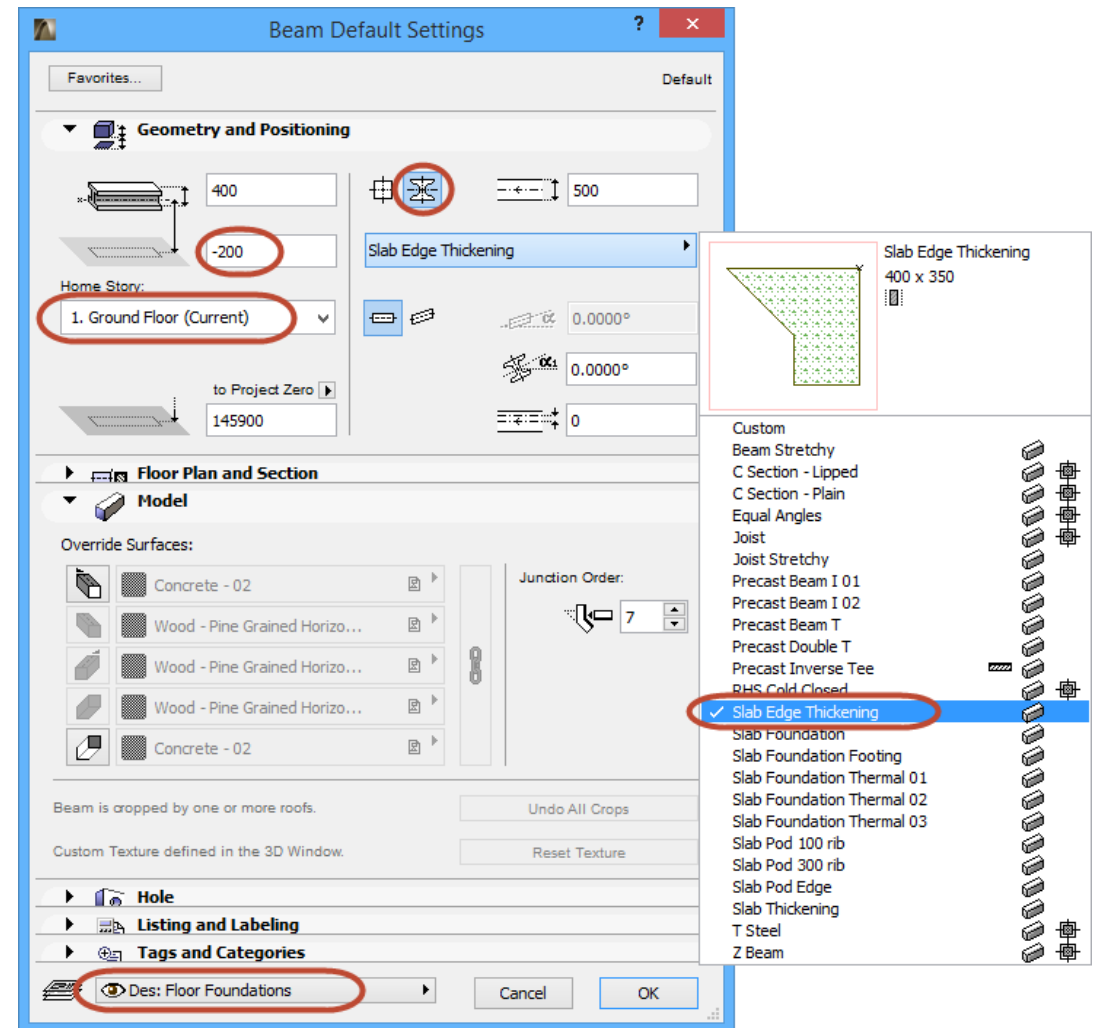 Beam Default Settings
?
×
Favorites...
Default
Geometry and Positioning
400
500
-200
Slab Edge Thickening
Home Story:
1. Ground Floor (Current)
α 0.0000°
α1 0.0000°
to Project Zero
145900
0
Floor Plan and Section
Model
Override Surfaces:
Concrete - 02
Wood - Pine Grained Horizo...
Wood - Pine Grained Horizo...
Wood - Pine Grained Horizo...
Concrete - 02
Junction Order:
7
Beam is cropped by one or more roofs.
Undo All Crops
Custom Texture defined in the 3D Window.
Reset Texture
Hole
Listing and Labeling
Tags and Categories
Des: Floor Foundations
Cancel
OK
Slab Edge Thickening
400 x 350
Custom
Beam Stretchy
C Section - Lipped
C Section - Plain
Equal Angles
Joist
Joist Stretchy
Precast Beam I 01
Precast Beam I 02
Precast Beam T
Precast Double T
Precast Inverse Tee
RHS Cold Closed
Slab Edge Thickening
Slab Foundation
Slab Foundation Footing
Slab Foundation Thermal 01
Slab Foundation Thermal 02
Slab Foundation Thermal 03
Slab Pod 100 rib
Slab Pod 300 rib
Slab Pod Edge
Slab Thickening
T Steel
Z Beam